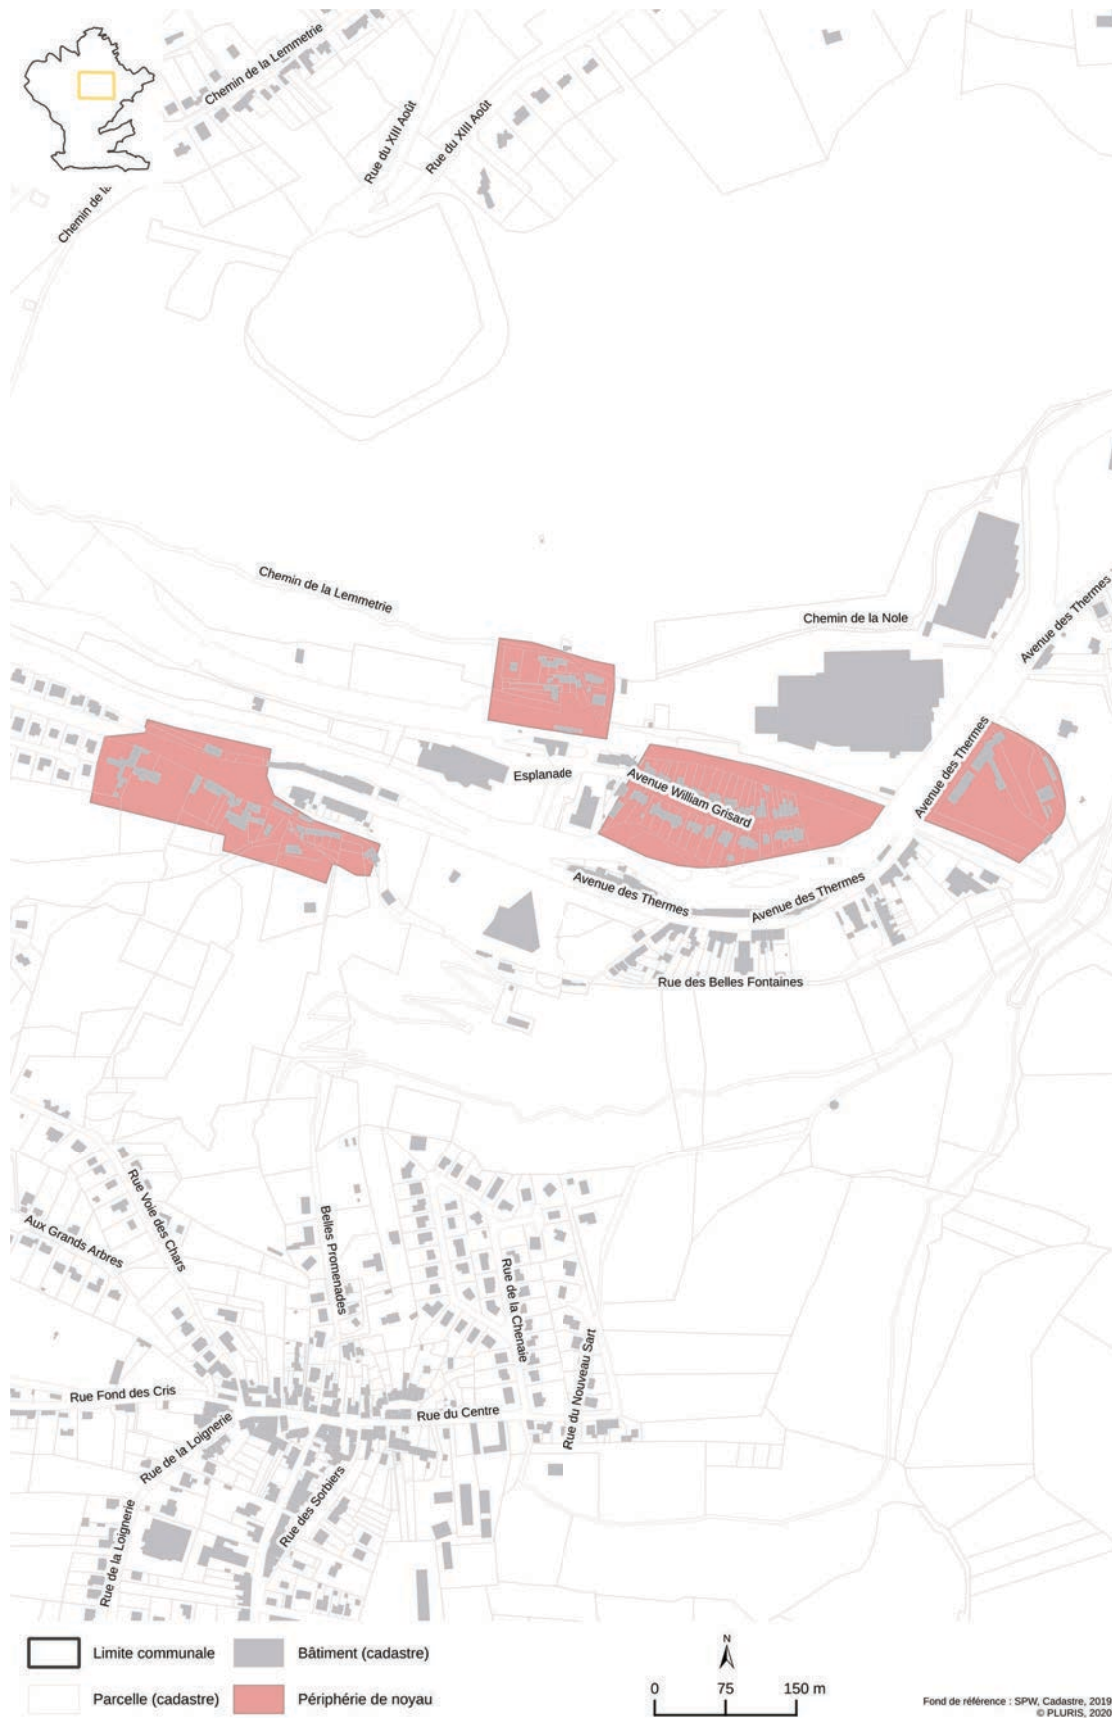 Chemin de la Lemmetrie
Rue du XIII Août
Rue du XIII Août
Chemin de la
Chemin de la Lemmetrie
Chemin de la Nole
Avenue des Thermes
Avenue des Thermes
Esplanade
Avenue William Grisard
Avenue des Thermes
Avenue des Thermes
Rue des Belles Fontaines
Rue Voie des Chars
Aux Grands Arbres
Belles Promenades
Rue de la Chenaie
Rue du Nouveau Sart
Rue Fond des Cris
Rue du Centre
Rue de la Loignerie
Rue des Sorbiers
Rue de la Loignerie
Limite communale
Bâtiment (cadastre)
Parcelle (cadastre)
Périphérie de noyau
N
0 75 150 m
Fond de référence : SPW, Cadastre, 2019
© PLURIS, 2020